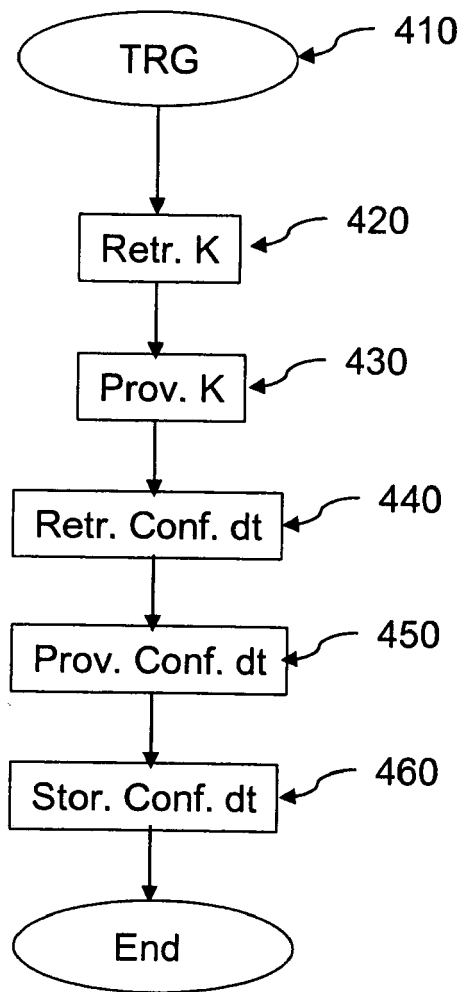 TRG
410
Retr. K
420
Prov. K
430
Retr. Conf. dt
440
Prov. Conf. dt
450
Stor. Conf. dt
460
End